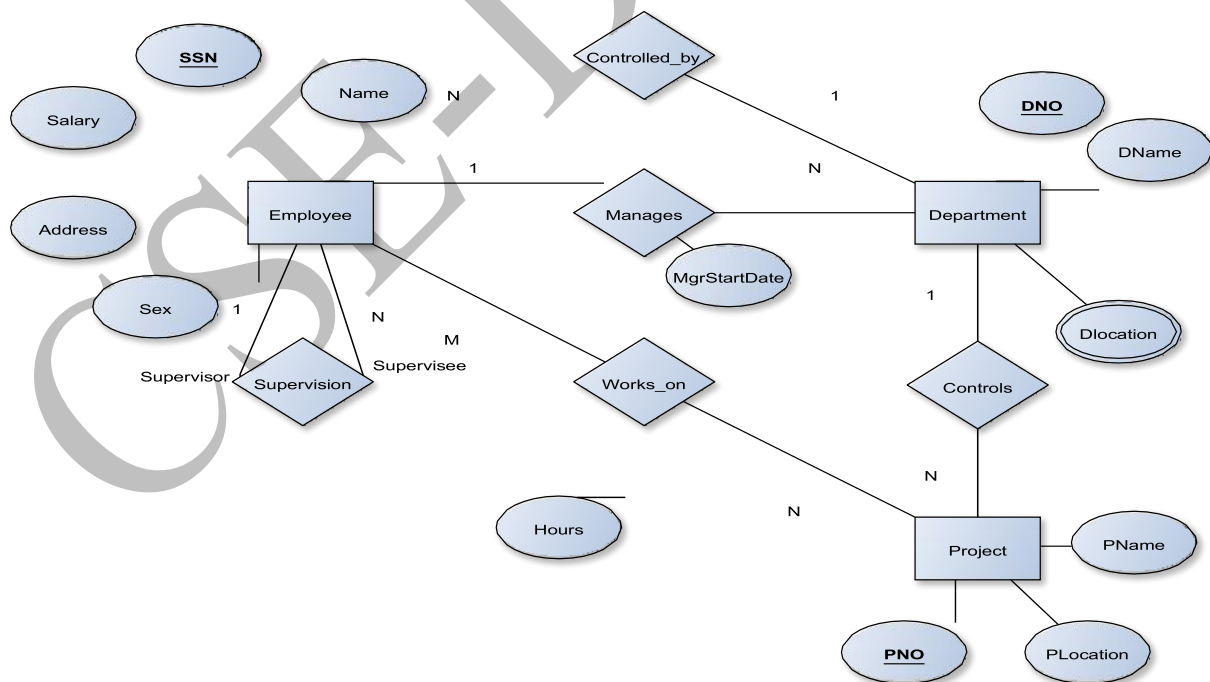 Controlled_by
SSN
Name
N
1
DNO
Salary
DName
1
N
Employee
Manages
Department
Address
MgrStartDate
Sex
1
N
1
Dlocation
M
Supervisor
Supervision
Supervisee
Works_on
Controls
N
N
Hours
Project
PName
PNO
PLocation